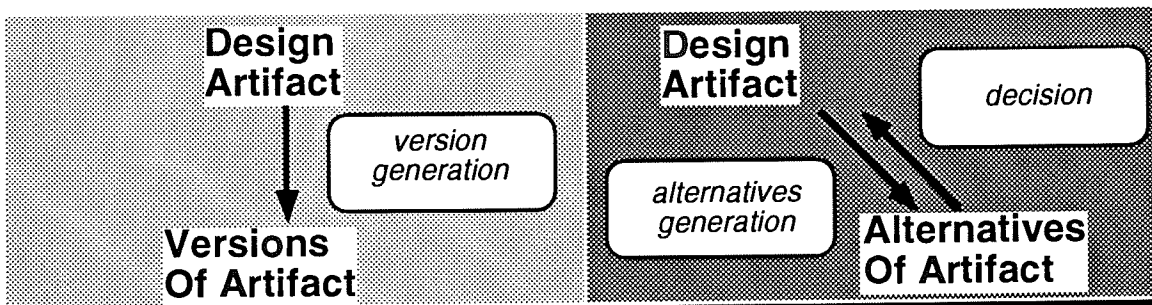 Design
Artifact
version
generation
Versions
Of Artifact
Design
Artifact
decision
alternatives
generation
Alternatives
Of Artifact